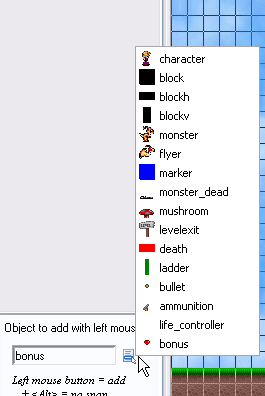 character
block
blockh
blockv
monster
flyer
marker
monster_dead
mushroom
levelexit
death
ladder
bullet
ammunition
life_controller
bonus
Object to add with left mous
bonus
Left mouse button = add
+ <Alt> = no snap